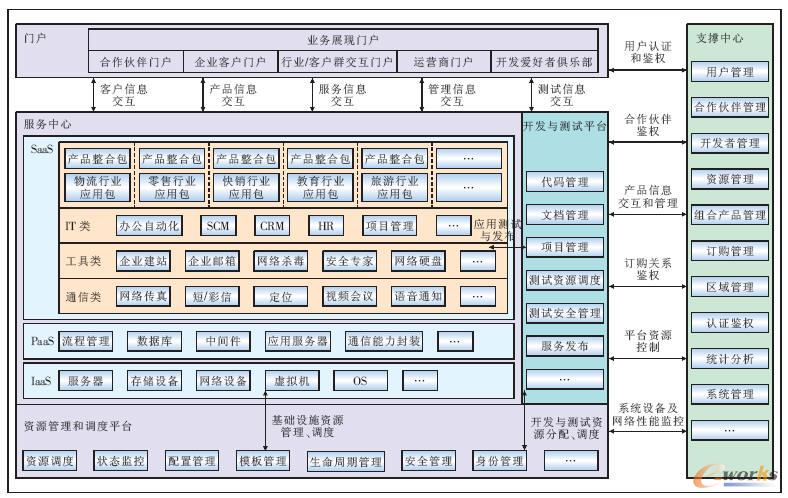 门户
业务展现门户
合作伙伴门户 企业客户门户 行业/客户群交互门户 运营商门户 开发爱好者俱乐部
客户信息
交互
产品信息
交互
服务信息
交互
管理信息
交互
测试信息
交互
服务中心
SaaS
产品整合包 产品整合包 产品整合包 产品整合包 产品整合包 …
物流行业
应用包
零售行业
应用包
快销行业
应用包
教育行业
应用包
旅游行业
应用包
…
IT类 办公自动化 SCM CRM HR 项目管理 …
工具类 企业建站 企业邮箱 网络杀毒 安全专家 网络硬盘 …
通信类 网络传真 短/彩信 定位 视频会议 语音通知 …
应用测试
与发布
PaaS 流程管理 数据库 中间件 应用服务器 通信能力封装 …
IaaS 服务器 存储设备 网络设备 虚拟机 OS …
开发与测试平台
代码管理
文档管理
项目管理
测试资源调度
测试安全管理
服务发布
…
资源管理和调度平台
基础设施资源
管理、调度
开发与测试资
源分配、调度
资源调度 状态监控 配置管理 模板管理 生命周期管理 安全管理 身份管理 …
用户认证
和鉴权
合作伙伴
鉴权
产品信息
交互和管理
订购关系
鉴权
平台资源
控制
系统设备及
网络性能监控
支撑中心
用户管理
合作伙伴管理
开发者管理
资源管理
组合产品管理
订购管理
区域管理
认证鉴权
统计分析
系统管理
…
e-works